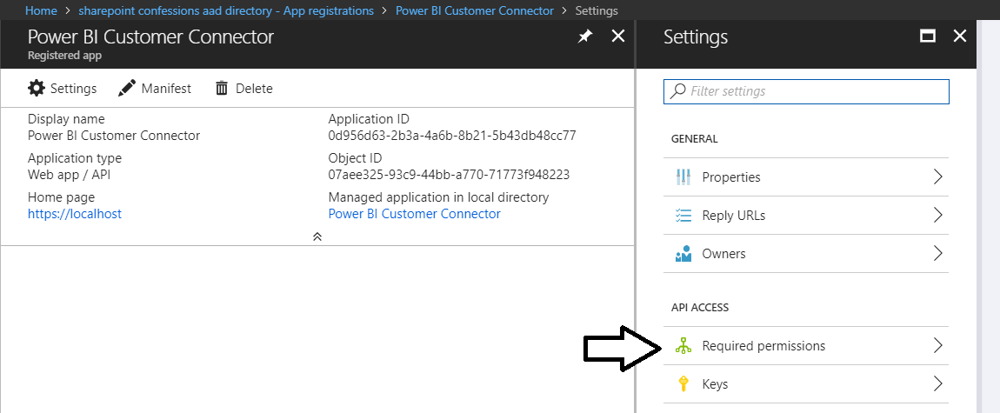 Home > sharepoint confessions aad directory - App registrations > Power BI Customer Connector > Settings
Power BI Customer Connector
Registered app
Settings Manifest Delete
Display name
Power BI Customer Connector
Application ID
0d956d63-2b3a-4a6b-8b21-5b43db48cc77
Application type
Web app / API
Object ID
07aee325-93c9-44bb-a770-71773f948223
Home page
https://localhost
Managed application in local directory
Power BI Customer Connector
Settings
Filter settings
GENERAL
Properties
Reply URLs
Owners
API ACCESS
Required permissions
Keys